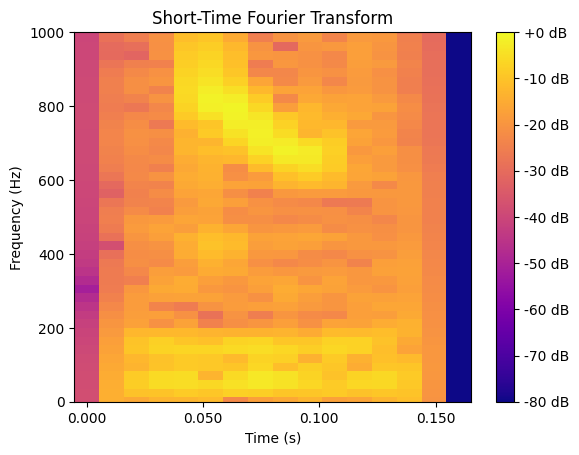 Short-Time Fourier Transform
1000
800
600
400
200
0
Frequency (Hz)
0.000
0.050
0.100
0.150
Time (s)
+0 dB
-10 dB
-20 dB
-30 dB
-40 dB
-50 dB
-60 dB
-70 dB
-80 dB